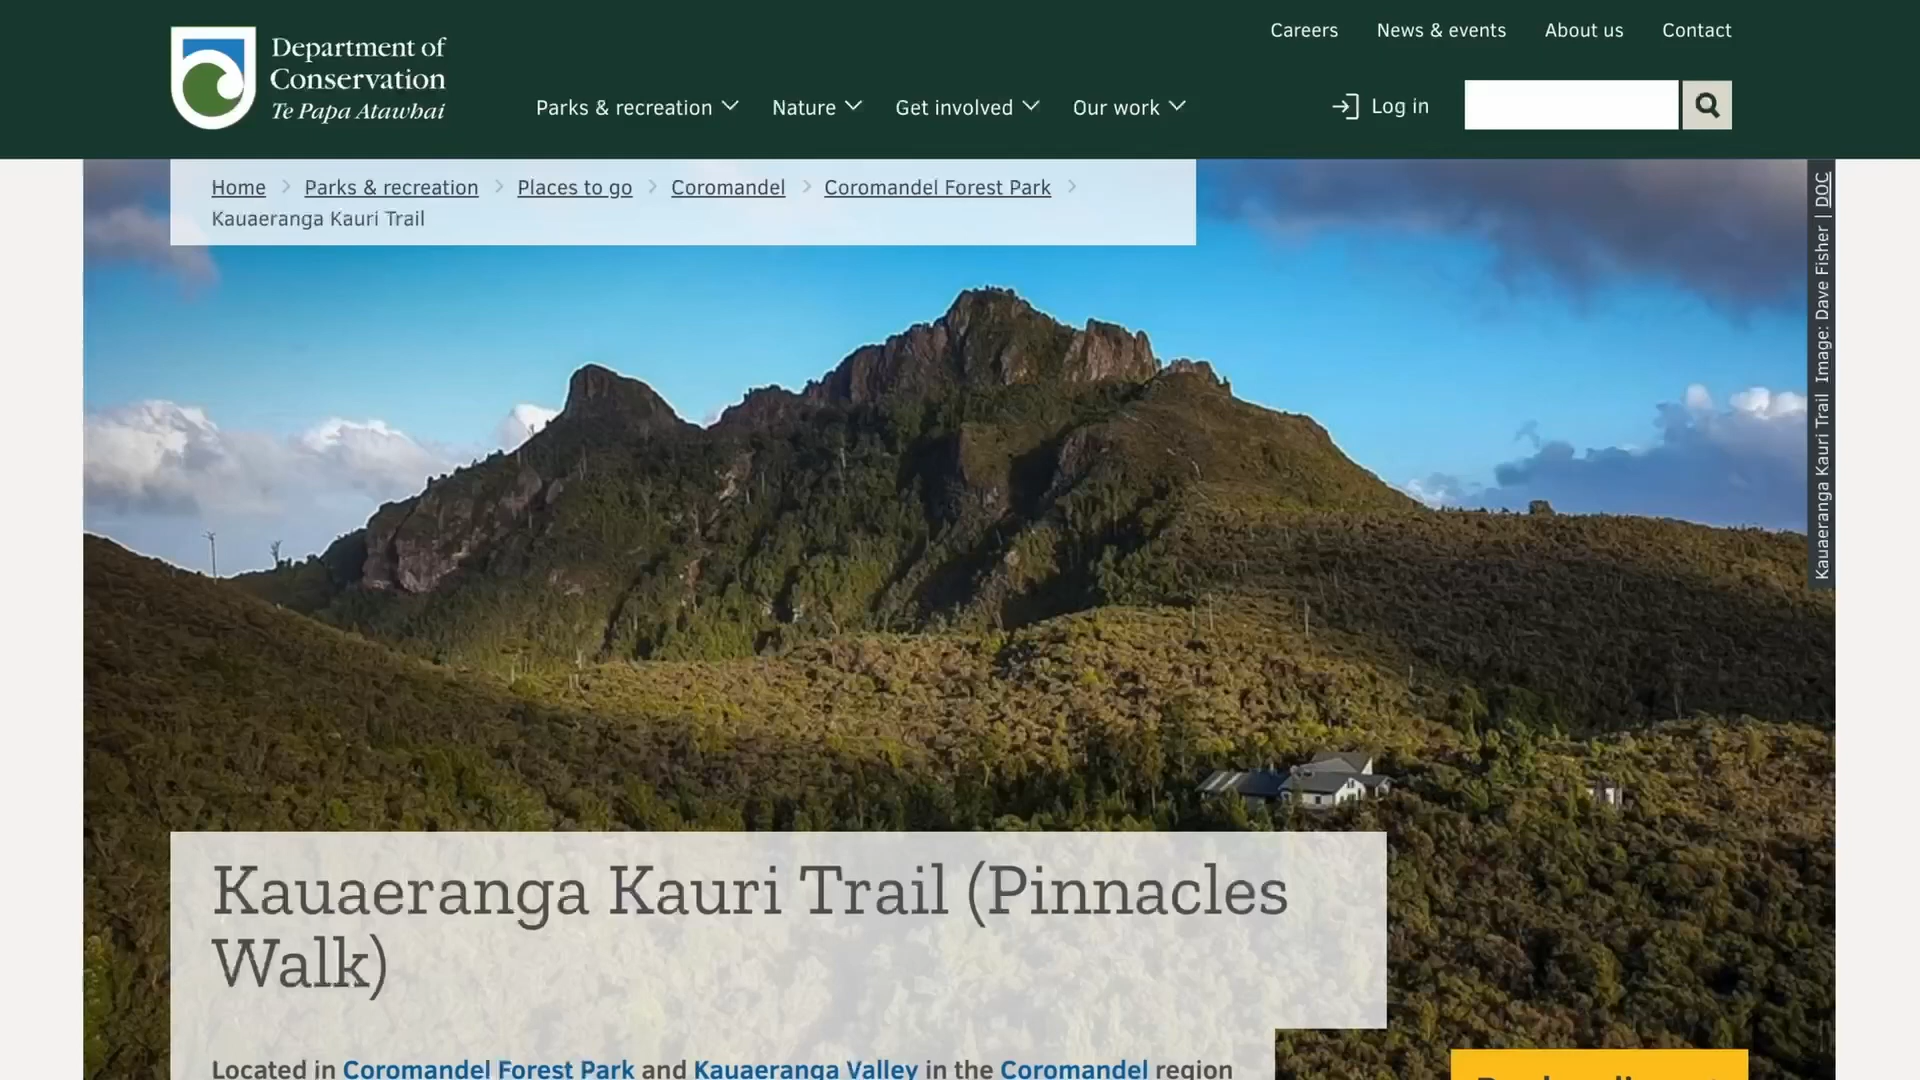 Careers News & events About us Contact
Department of
Conservation
Te Papa Atawhai
Parks & recreation Nature Get involved Our work Log in
Home Parks & recreation Places to go Coromandel Coromandel Forest Park
Kauaeranga Kauri Trail
Kauaeranga Kauri Trail Image: Dave Fisher | DOC
Kauaeranga Kauri Trail (Pinnacles
Walk)
Located in Coromandel Forest Park and Kauaeranga Valley in the Coromandel region